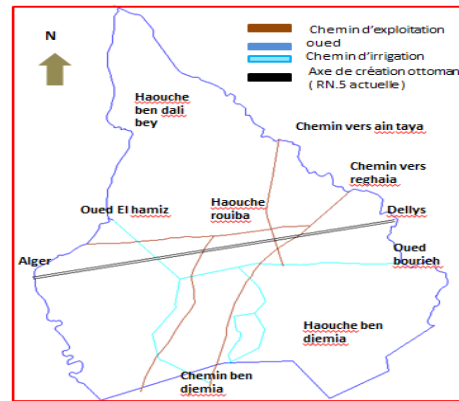 N
Chemin d'exploitation
oued
Chemin d'irrigation
Axe de création ottoman
( RN.5 actuelle)
Haouche
ben dali
bey
Chemin vers ain taya
Chemin vers
reghaia
Oued El hamiz
Haouche
rouiba
Dellys
Alger
Oued
bourieh
Haouche ben
djemia
Chemin ben
djemia